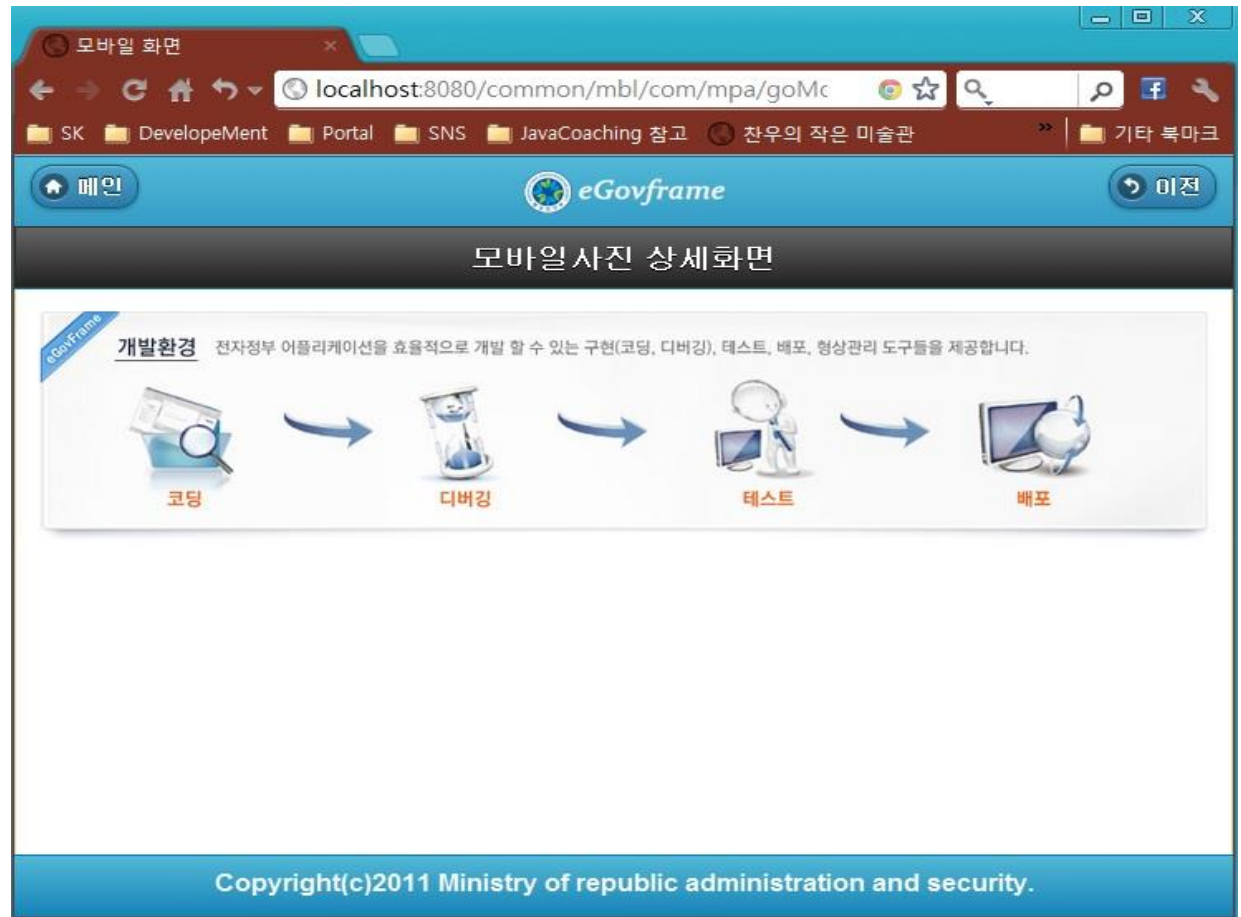 모바일 화면
localhost:8080/common/mbl/com/mpa/goMc
SK DevelopeMent Portal SNS JavaCoaching 참고 찬우의 작은 미술관 » 기타 북마크
메인 eGovframe 이전
모바일사진 상세화면
eGovFrame
개발환경 전자정부 어플리케이션을 효율적으로 개발 할 수 있는 구현(코딩, 디버깅), 테스트, 배포, 형상관리 도구들을 제공합니다.
코딩 디버깅 테스트 배포
Copyright(c)2011 Ministry of republic administration and security.